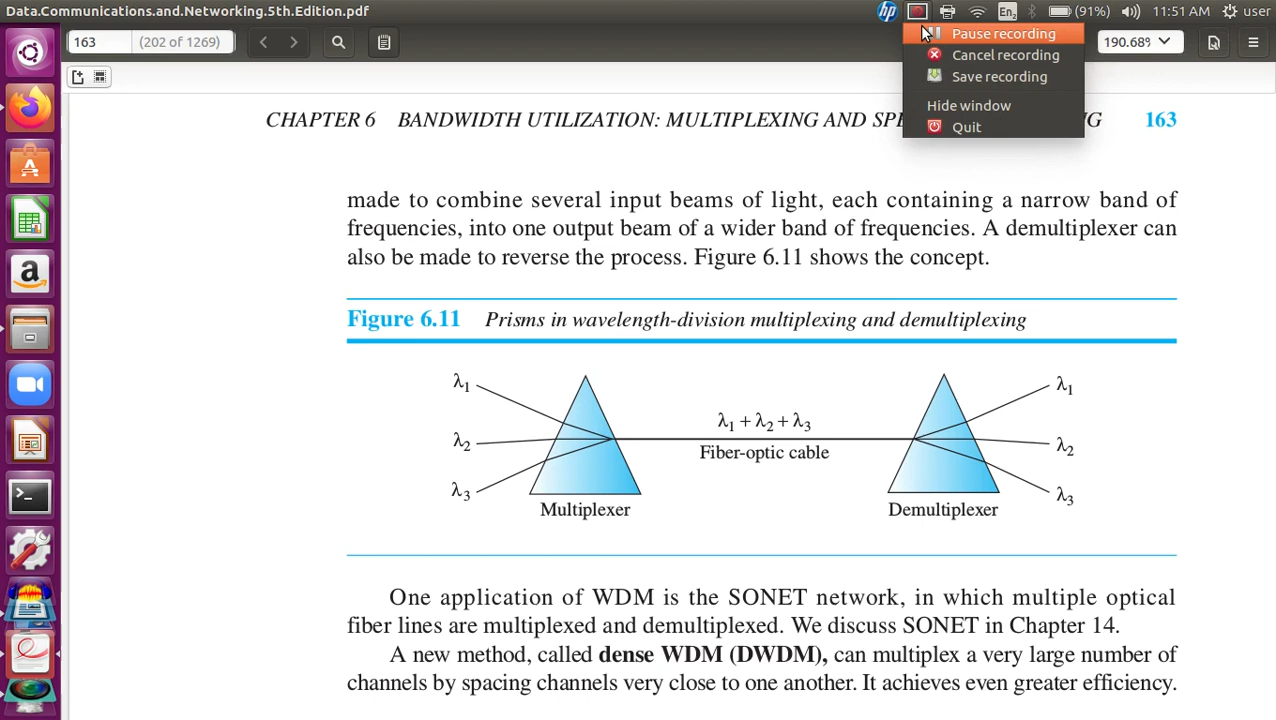 Data.Communications.and.Networking.5th.Edition.pdf
hp
En2
(91%)
11:51 AM
user
163
(202 of 1269)
190.68%
Pause recording
Cancel recording
Save recording
Hide window
Quit
CHAPTER 6 BANDWIDTH UTILIZATION: MULTIPLEXING AND SPE NG 163
made to combine several input beams of light, each containing a narrow band of
frequencies, into one output beam of a wider band of frequencies. A demultiplexer can
also be made to reverse the process. Figure 6.11 shows the concept.
Figure 6.11 Prisms in wavelength-division multiplexing and demultiplexing
λ1
λ2
λ3
Multiplexer
λ1 + λ2 + λ3
Fiber-optic cable
Demultiplexer
λ1
λ2
λ3
One application of WDM is the SONET network, in which multiple optical
fiber lines are multiplexed and demultiplexed. We discuss SONET in Chapter 14.
A new method, called dense WDM (DWDM), can multiplex a very large number of
channels by spacing channels very close to one another. It achieves even greater efficiency.